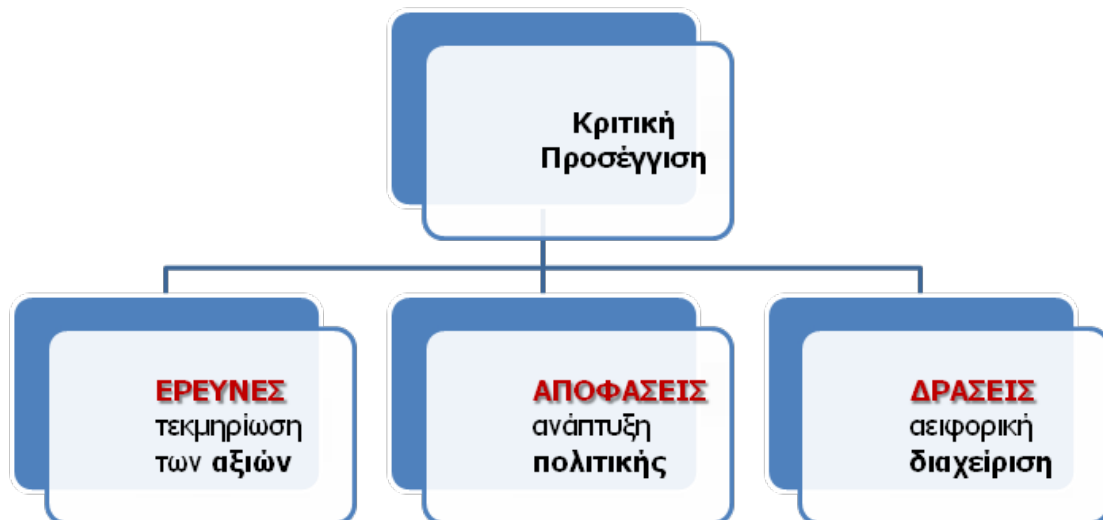 Κριτική
Προσέγγιση
ΕΡΕΥΝΕΣ
τεκμηρίωση
των αξιών
ΑΠΟΦΑΣΕΙΣ
ανάπτυξη
πολιτικής
ΔΡΑΣΕΙΣ
αειφορική
διαχείριση